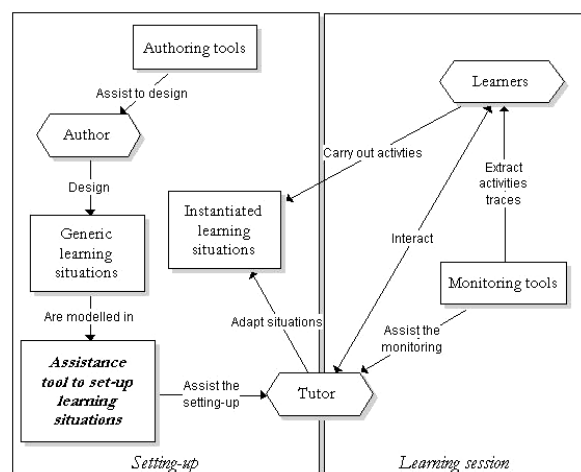 Authoring tools
Learners
Assist to design
Author
Carry out activties
Extract
activities
traces
Design
Generic
learning
situations
Instantiated
learning
situations
Interact
Monitoring tools
Are modelled in
Adapt situations
Assist the
monitoring
Assistance
tool to set-up
learning
situations
Assist the
setting-up
Tutor
Setting-up
Learning session